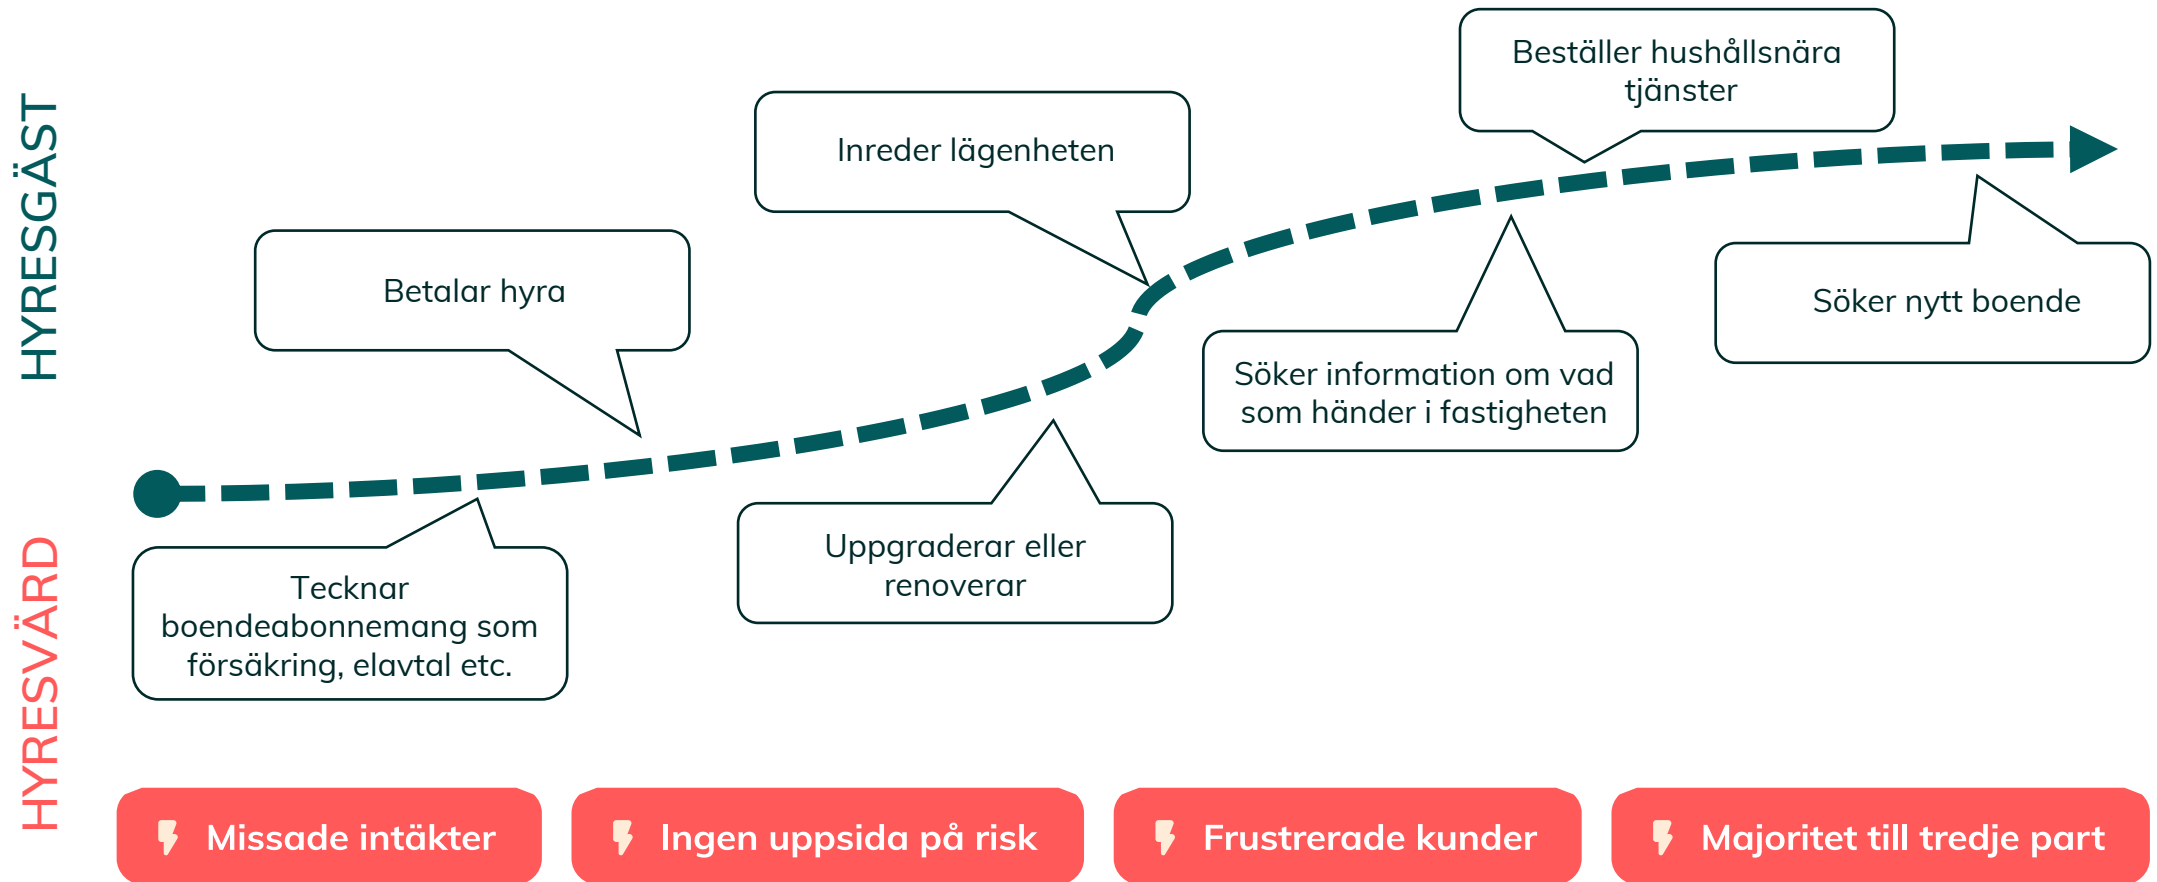 HYRESGÄST
Beställer hushållsnära
tjänster
Inreder lägenheten
Betalar hyra
Söker nytt boende
Söker information om vad
som händer i fastigheten
Uppgraderar eller
renoverar
HYRESVÄRD
Tecknar
boendeabonnemang som
försäkring, elavtal etc.
Missade intäkter
Ingen uppsida på risk
Frustrerade kunder
Majoritet till tredje part